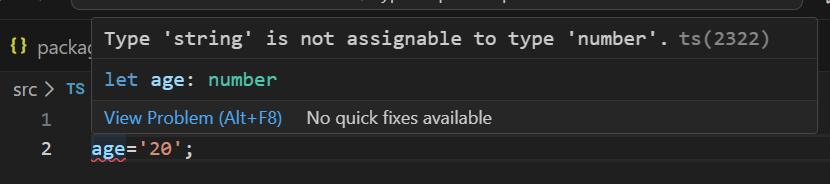 Type 'string' is not assignable to type 'number'. ts(2322)
{} packag
let age: number
src > TS
View Problem (Alt+F8) No quick fixes available
1
2 age='20';